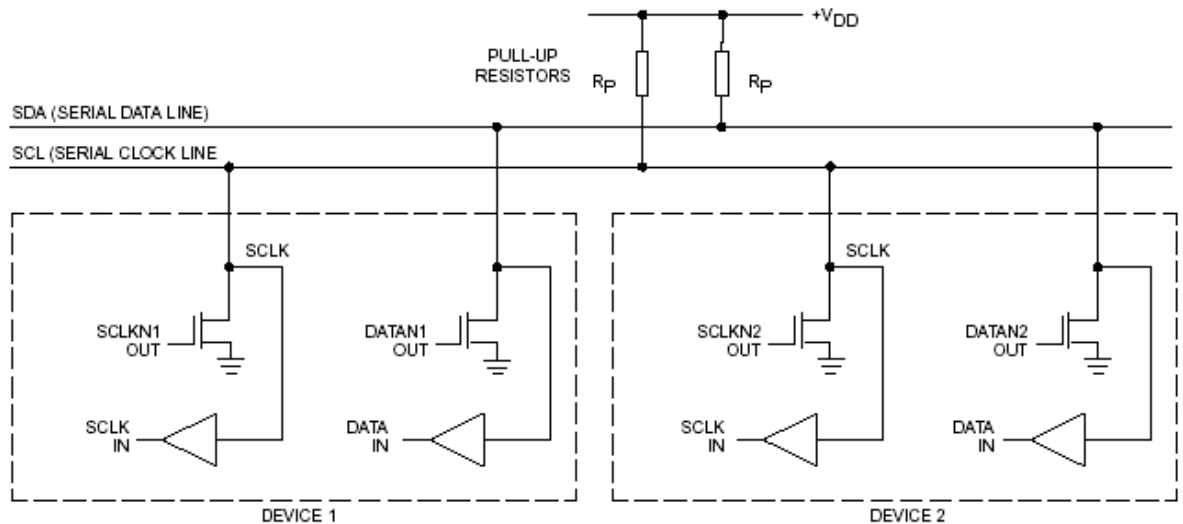 +VDD
PULL-UP
RESISTORS
RP
RP
SDA (SERIAL DATA LINE)
SCL (SERIAL CLOCK LINE
SCLK
SCLKN1
OUT
DATAN1
OUT
SCLK
IN
DATA
IN
DEVICE 1
SCLK
SCLKN2
OUT
DATAN2
OUT
SCLK
IN
DATA
IN
DEVICE 2